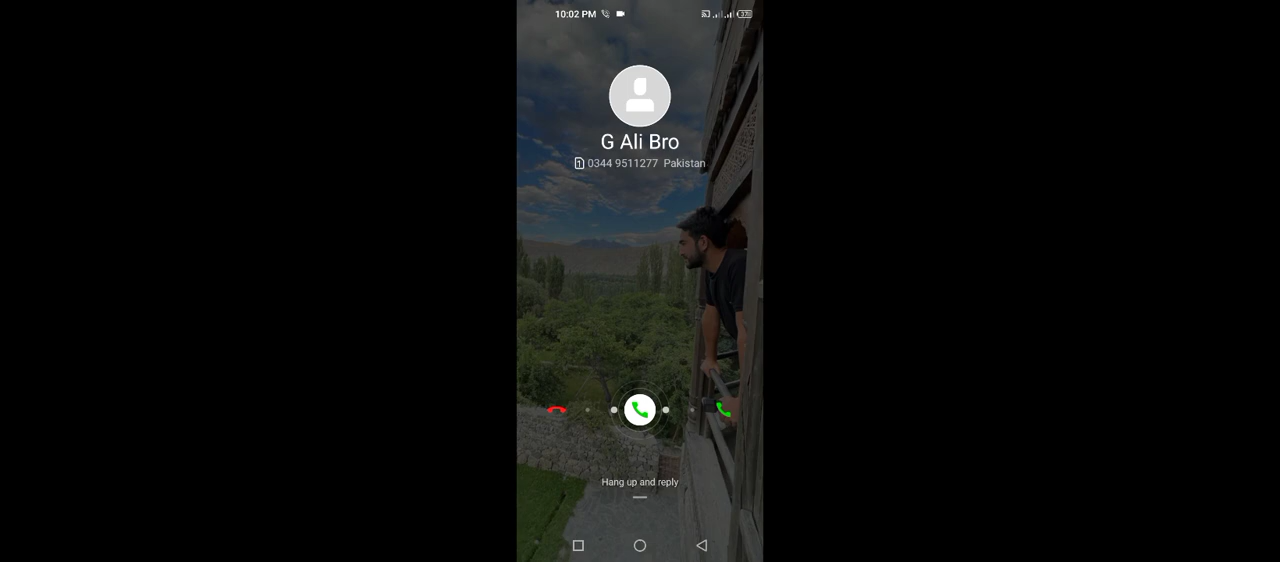 10:02 PM
G Ali Bro
0344 9511277 Pakistan
Hang up and reply